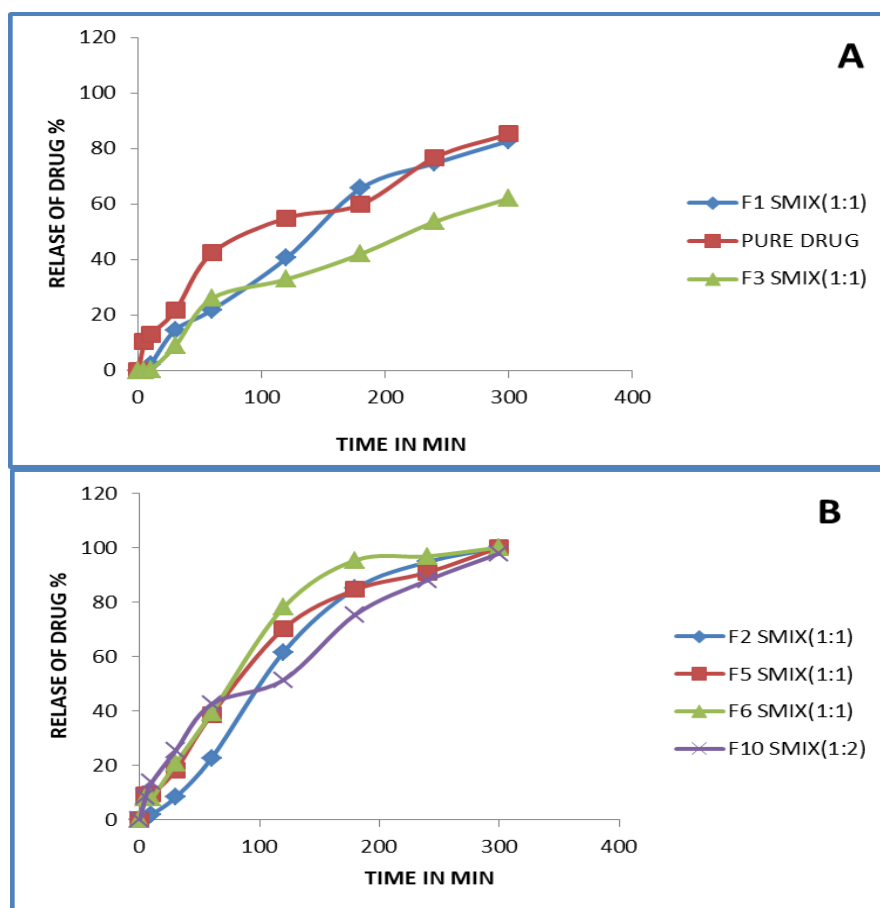 A
120
100
80
60
40
20
0
0 100 200 300 400
RELASE OF DRUG %
TIME IN MIN
F1 SMIX(1:1)
PURE DRUG
F3 SMIX(1:1)
B
120
100
80
60
40
20
0
0 100 200 300 400
RELASE OF DRUG %
TIME IN MIN
F2 SMIX(1:1)
F5 SMIX(1:1)
F6 SMIX(1:1)
F10 SMIX(1:2)